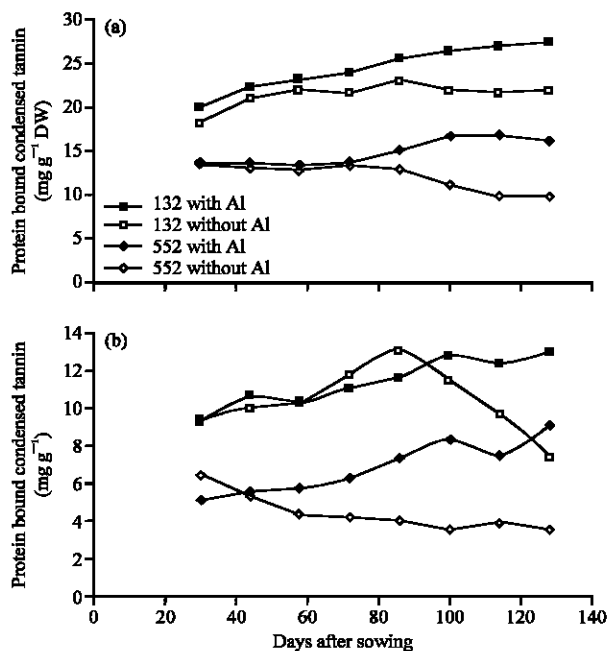 (a)
Protein bound condensed tannin
(mg g⁻¹ DW)
30
25
20
15
10
5
0
132 with Al
132 without Al
552 with Al
552 without Al
(b)
Protein bound condensed tannin
(mg g⁻¹)
14
12
10
8
6
4
2
0
0 20 40 60 80 100 120 140
Days after sowing